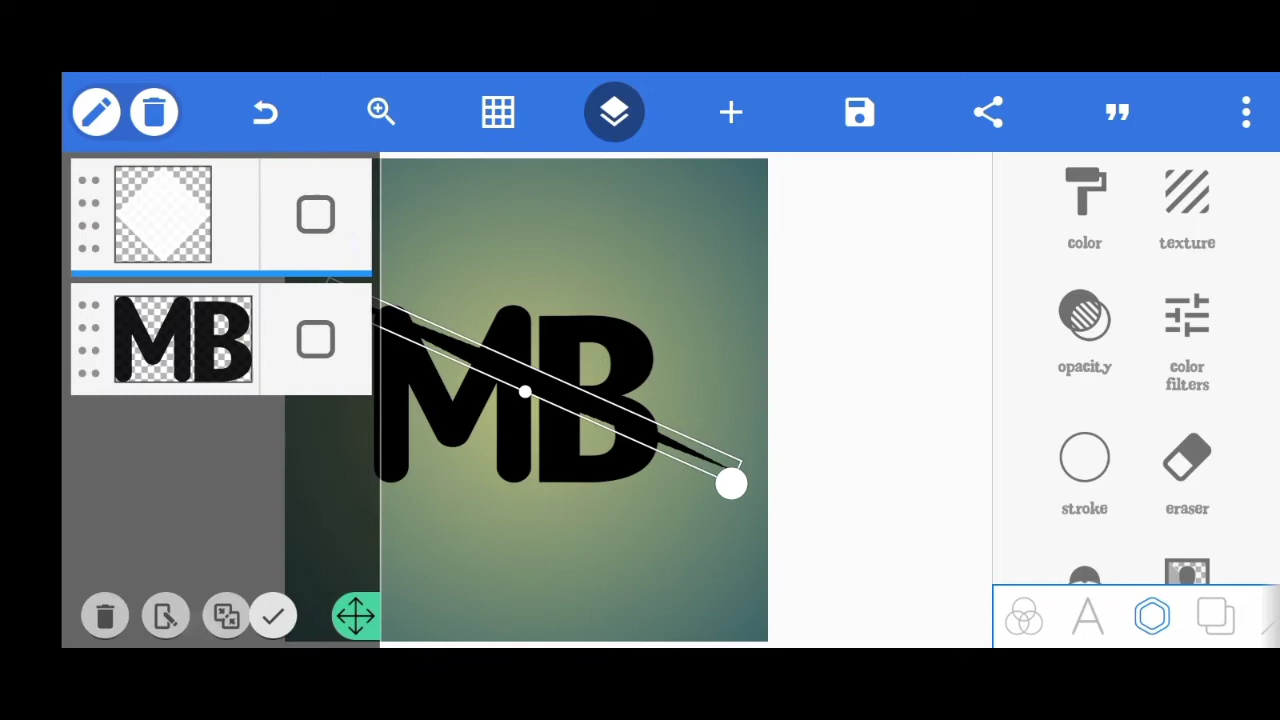 MB
MB
color
texture
opacity
color
filters
stroke
eraser